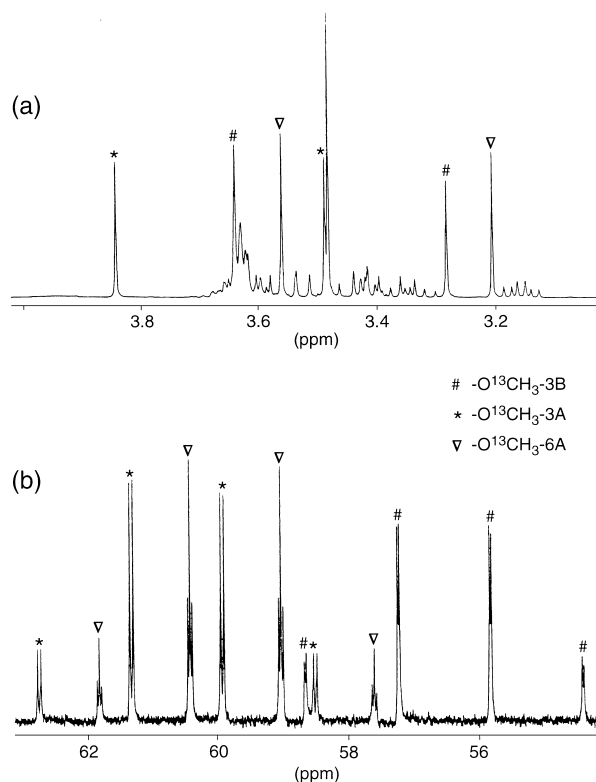 (a)
* # ∇ * # ∇
3.8 3.6 3.4 3.2
(ppm)
# -O¹³CH₃-3B
* -O¹³CH₃-3A
∇ -O¹³CH₃-6A
(b)
* ∇ * ∇ * ∇ # * ∇ # # #
62 60 58 56
(ppm)